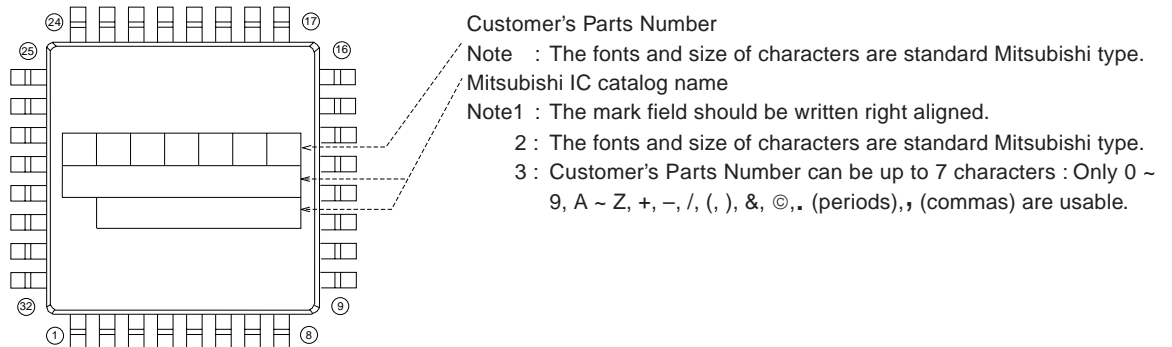 24
17
25
16
32
9
1
8
Customer's Parts Number
Note : The fonts and size of characters are standard Mitsubishi type.
Mitsubishi IC catalog name
Note1 : The mark field should be written right aligned.
2 : The fonts and size of characters are standard Mitsubishi type.
3 : Customer's Parts Number can be up to 7 characters : Only 0 ~
9, A ~ Z, +, –, /, (, ), &, ©, . (periods), , (commas) are usable.